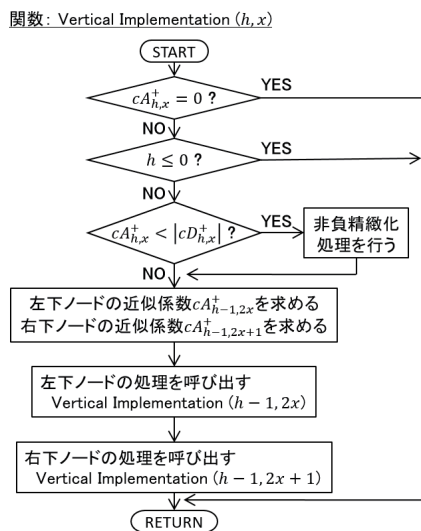 関数: Vertical Implementation (h, x)
START
cA⁺ₕ,ₓ = 0 ?
YES
NO
h ≤ 0 ?
YES
NO
cA⁺ₕ,ₓ < |cD⁺ₕ,ₓ| ?
YES
非負精緻化
処理を行う
NO
左下ノードの近似係数cA⁺ₕ₋₁,₂ₓを求める
右下ノードの近似係数cA⁺ₕ₋₁,₂ₓ₊₁を求める
左下ノードの処理を呼び出す
Vertical Implementation (h − 1, 2x)
右下ノードの処理を呼び出す
Vertical Implementation (h − 1, 2x + 1)
RETURN